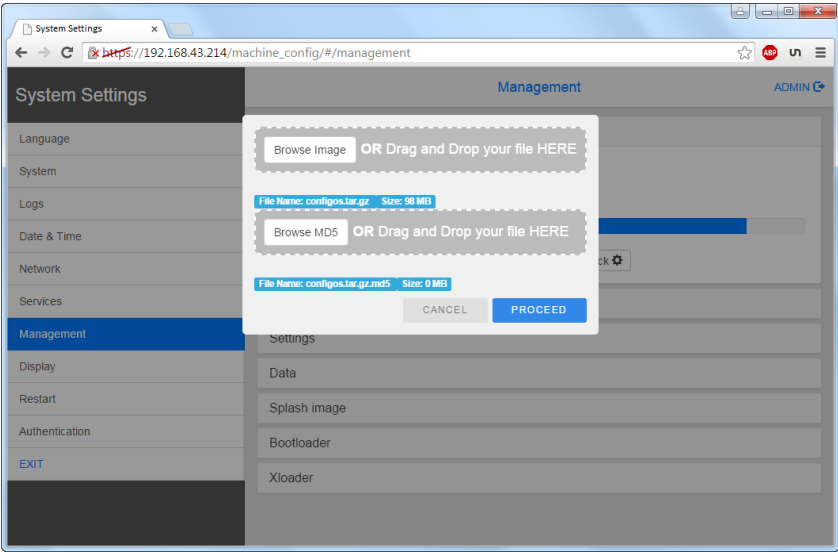 System Settings
https://192.168.43.214/machine_config/#/management
ABP
System Settings
Management
ADMIN
Language
System
Logs
Date & Time
Network
Services
Management
Display
Restart
Authentication
EXIT
Browse Image OR Drag and Drop your file HERE
File Name: configos.tar.gz Size: 98 MB
Browse MD5 OR Drag and Drop your file HERE
File Name: configos.tar.gz.md5 Size: 0 MB
CANCEL PROCEED
ck
Settings
Data
Splash image
Bootloader
Xloader